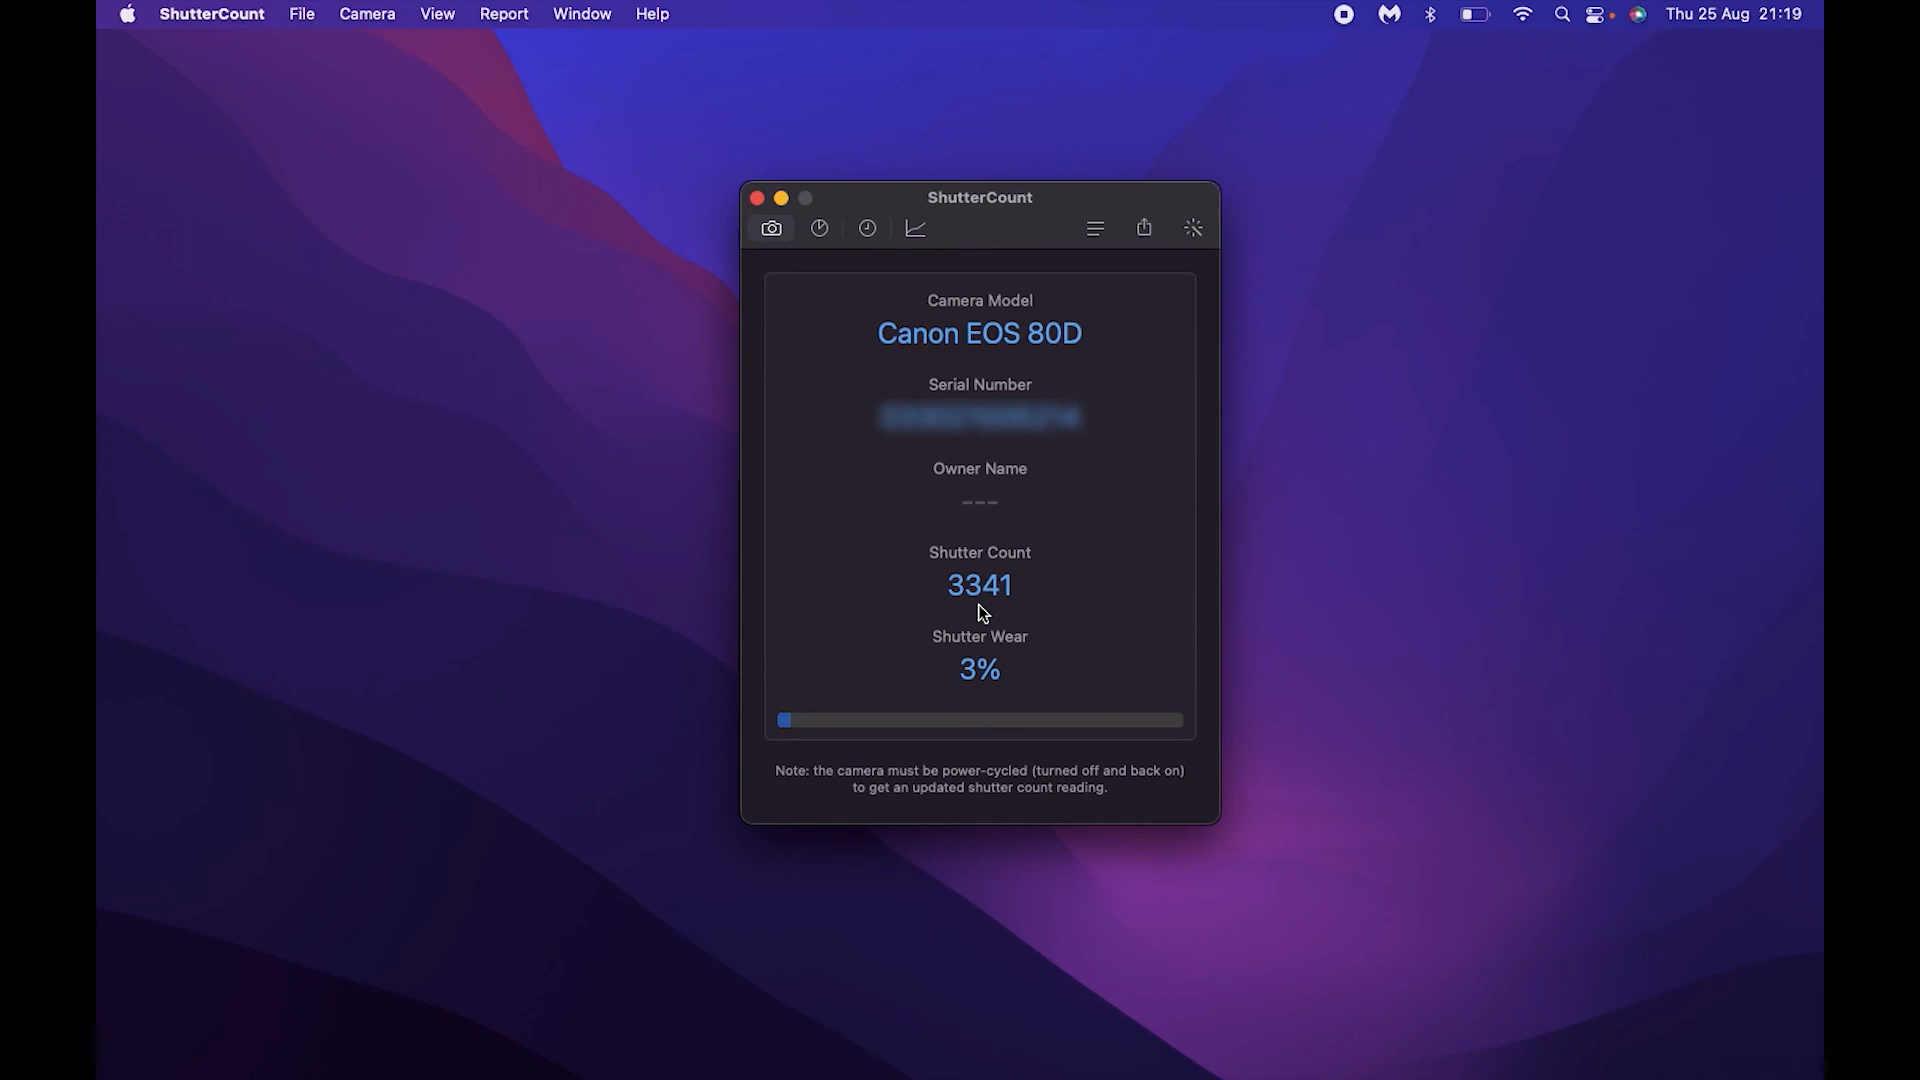 ShutterCount File Camera View Report Window Help Thu 25 Aug 21:19
ShutterCount
Camera Model
Canon EOS 80D
Serial Number
Owner Name
---
Shutter Count
3341
Shutter Wear
3%
Note: the camera must be power-cycled (turned off and back on)
to get an updated shutter count reading.